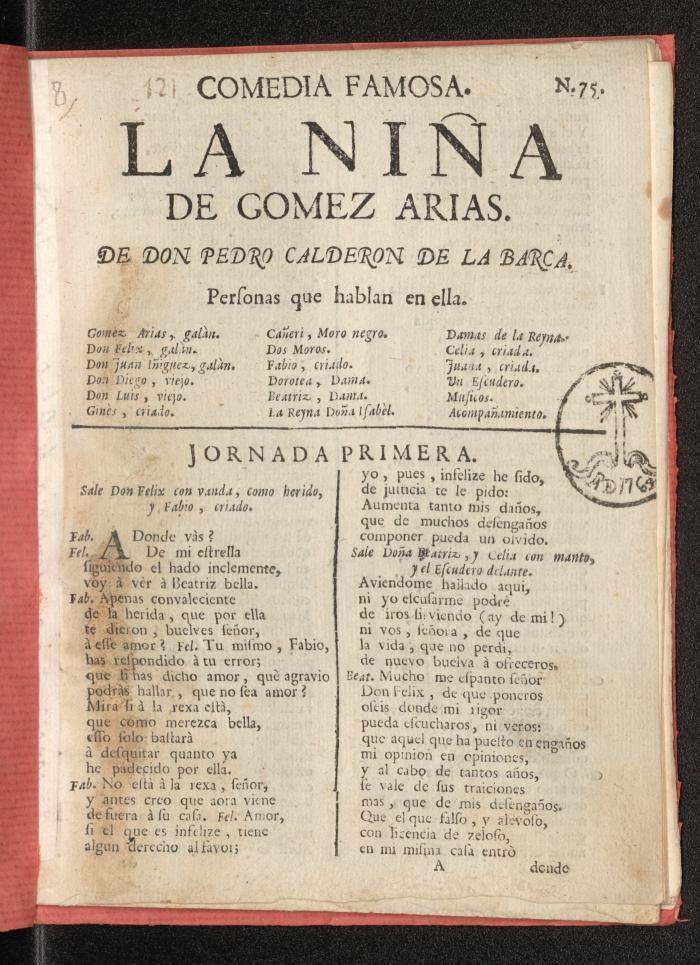 8,
121
COMEDIA FAMOSA. N.75.
LA NIÑA
DE GOMEZ ARIAS.
DE DON PEDRO CALDERON DE LA BARCA.
Perſonas que hablan en ella.
Gomez Arias, galàn.
Don Felix, galàn.
Don Juan Iñiguez, galàn.
Don Diego, viejo.
Don Luis, viejo.
Ginès, criado.
Cañeri, Moro negro.
Dos Moros.
Fabio, criado.
Dorotea, Dama.
Beatriz, Dama.
La Reyna Doña Iſabèl.
Damas de la Reyna.
Celia, criada.
Juana, criada.
Un Eſcudero.
Muſicos.
Acompañamiento.
JORNADA PRIMERA.
Sale Don Felix con vanda, como herido,
y Fabio, criado.
Fab. A Donde vàs?
Fel. De mi eſtrella
ſiguiendo el hado inclemente,
voy à vèr à Beatriz bella.
Fab. Apenas convaleciente
de la herida, que por ella
te dieron, buelves ſeñor,
à eſſe amor? Fel. Tu miſmo, Fabio,
has reſpondido à tu error;
que ſi has dicho amor, què agravio
podràs hallar, que no ſea amor?
Mira ſi à la rexa eſtà,
que como merezca bella,
eſſo ſolo baſtarà
à deſquitar quanto ya
he padecido por ella.
Fab. No eſtà à la rexa, ſeñor,
y antes creo que aora viene
de fuera à ſu caſa. Fel. Amor,
ſi el que es infelize, tiene
algun derecho al favor;
yo, pues, infelize he ſido,
de juſticia te le pido:
Aumenta tanto mis daños,
que de muchos deſengaños
componer pueda un olvido.
Sale Doña Beatriz, y Celia con manto,
y el Eſcudero delante.
Aviendome hallado aqui,
ni yo eſcuſarme podrè
de iros ſirviendo (ay de mi!)
ni vos, ſeñora, de que
la vida, que no perdì,
de nuevo buelva à ofreceros.
Beat. Mucho me eſpanto ſeñor
Don Felix, de que poneros
oſeis donde mi rigor
pueda eſcucharos, ni veros:
que aquel que ha pueſto en engaños
mi opinion en opiniones,
y al cabo de tantos años,
ſe vale de ſus traiciones
mas, que de mis deſengaños.
Que el que falſo, y alevoſo,
con licencia de zeloſo,
en mi miſma caſa entrò
A donde